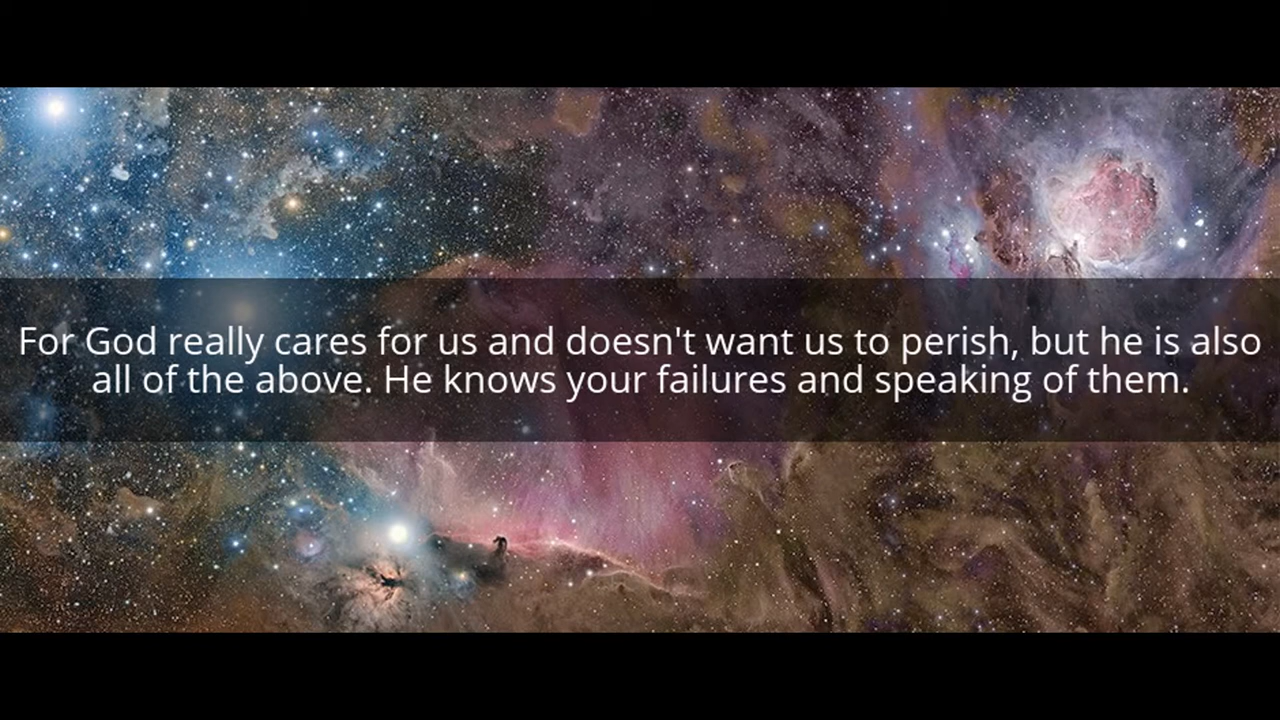 For God really cares for us and doesn't want us to perish, but he is also
all of the above. He knows your failures and speaking of them.